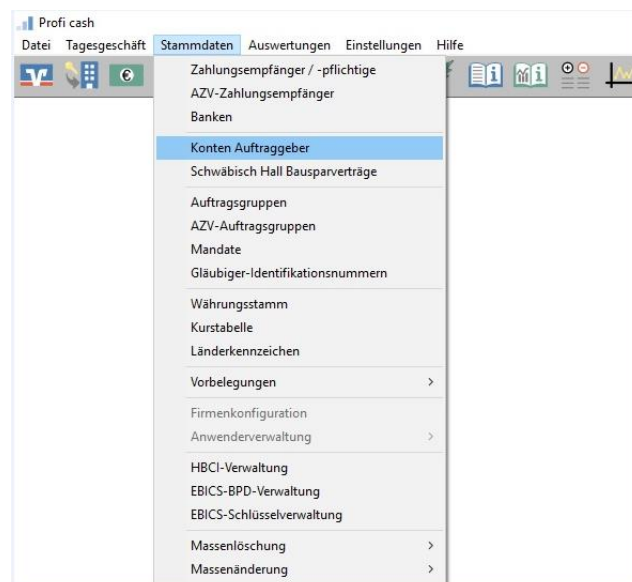 Profi cash
Datei Tagesgeschäft Stammdaten Auswertungen Einstellungen Hilfe
Zahlungsempfänger / -pflichtige
AZV-Zahlungsempfänger
Banken
Konten Auftraggeber
Schwäbisch Hall Bausparverträge
Auftragsgruppen
AZV-Auftragsgruppen
Mandate
Gläubiger-Identifikationsnummern
Währungsstamm
Kurstabelle
Länderkennzeichen
Vorbelegungen
Firmenkonfiguration
Anwenderverwaltung
HBCI-Verwaltung
EBICS-BPD-Verwaltung
EBICS-Schlüsselverwaltung
Massenlöschung
Massenänderung